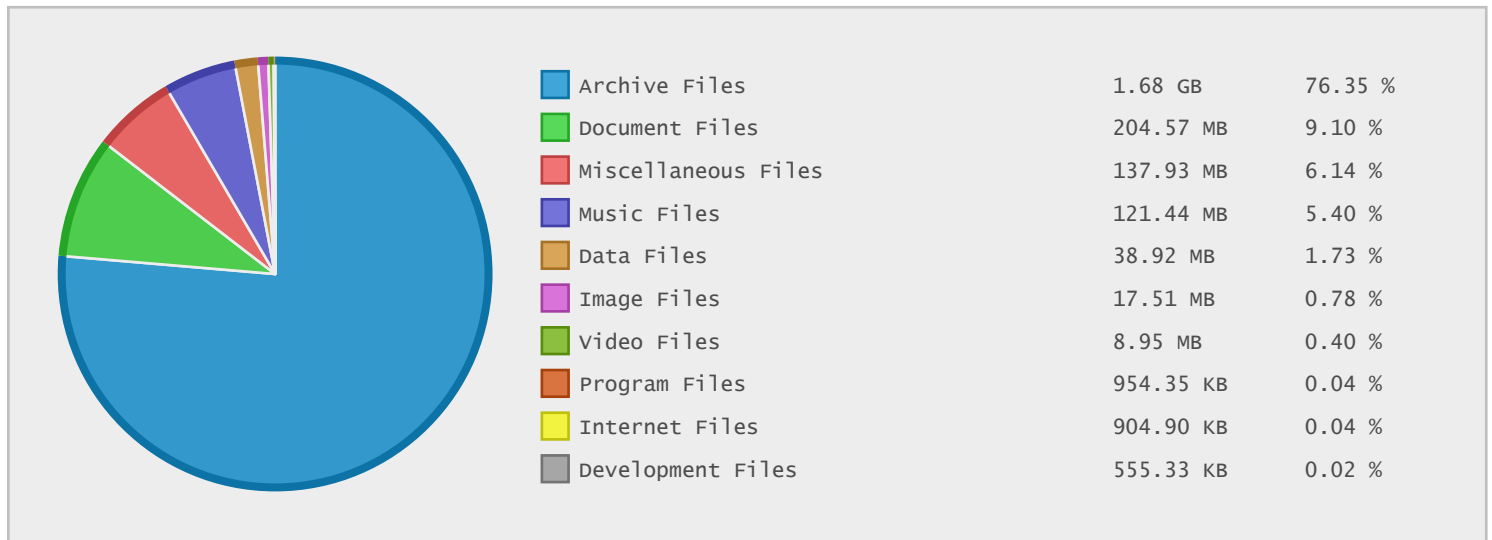 Archive Files 1.68 GB 76.35 %
Document Files 204.57 MB 9.10 %
Miscellaneous Files 137.93 MB 6.14 %
Music Files 121.44 MB 5.40 %
Data Files 38.92 MB 1.73 %
Image Files 17.51 MB 0.78 %
Video Files 8.95 MB 0.40 %
Program Files 954.35 KB 0.04 %
Internet Files 904.90 KB 0.04 %
Development Files 555.33 KB 0.02 %